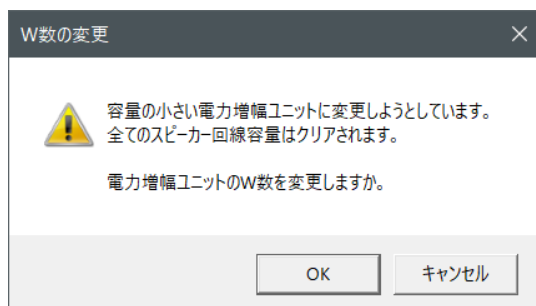 W数の変更
容量の小さい電力増幅ユニットに変更しようとしています。
全てのスピーカー回線容量はクリアされます。
電力増幅ユニットのW数を変更しますか。
OK
キャンセル